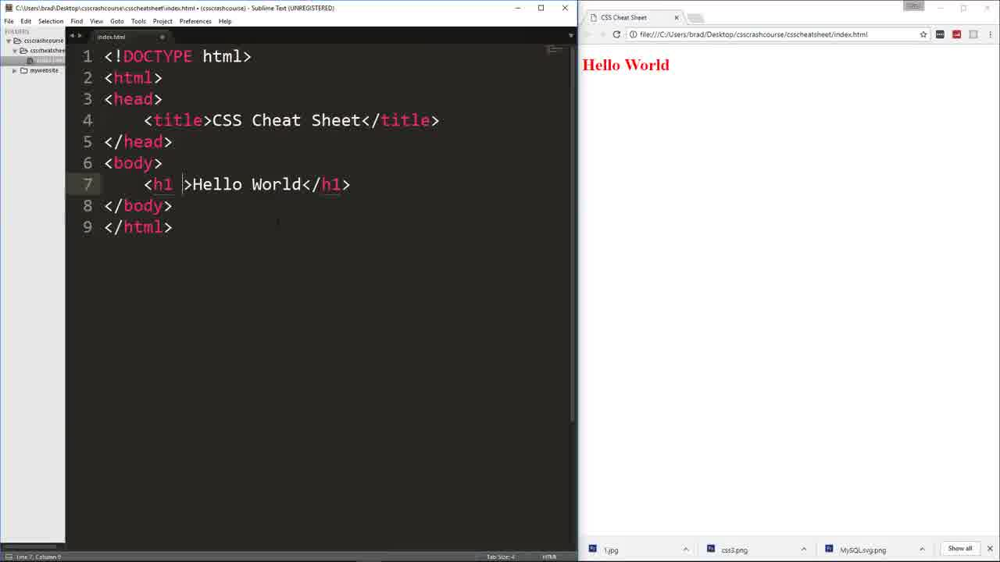 C:\Users\brad\Desktop\csscrashcourse\csscheatsheet\index.html • (csscrashcourse) - Sublime Text (UNREGISTERED)
File Edit Selection Find View Goto Tools Project Preferences Help
FOLDERS
csscrashcourse
csscheatshee
index.html
mywebsite
index.html
1 <!DOCTYPE html>
2 <html>
3 <head>
4 <title>CSS Cheat Sheet</title>
5 </head>
6 <body>
7 <h1 >Hello World</h1>
8 </body>
9 </html>
Line 7, Column 9
Tab Size: 4
HTML
CSS Cheat Sheet
file:///C:/Users/brad/Desktop/csscrashcourse/csscheatsheet/index.html
Hello World
1.jpg
css3.png
MySQL.svg.png
Show all